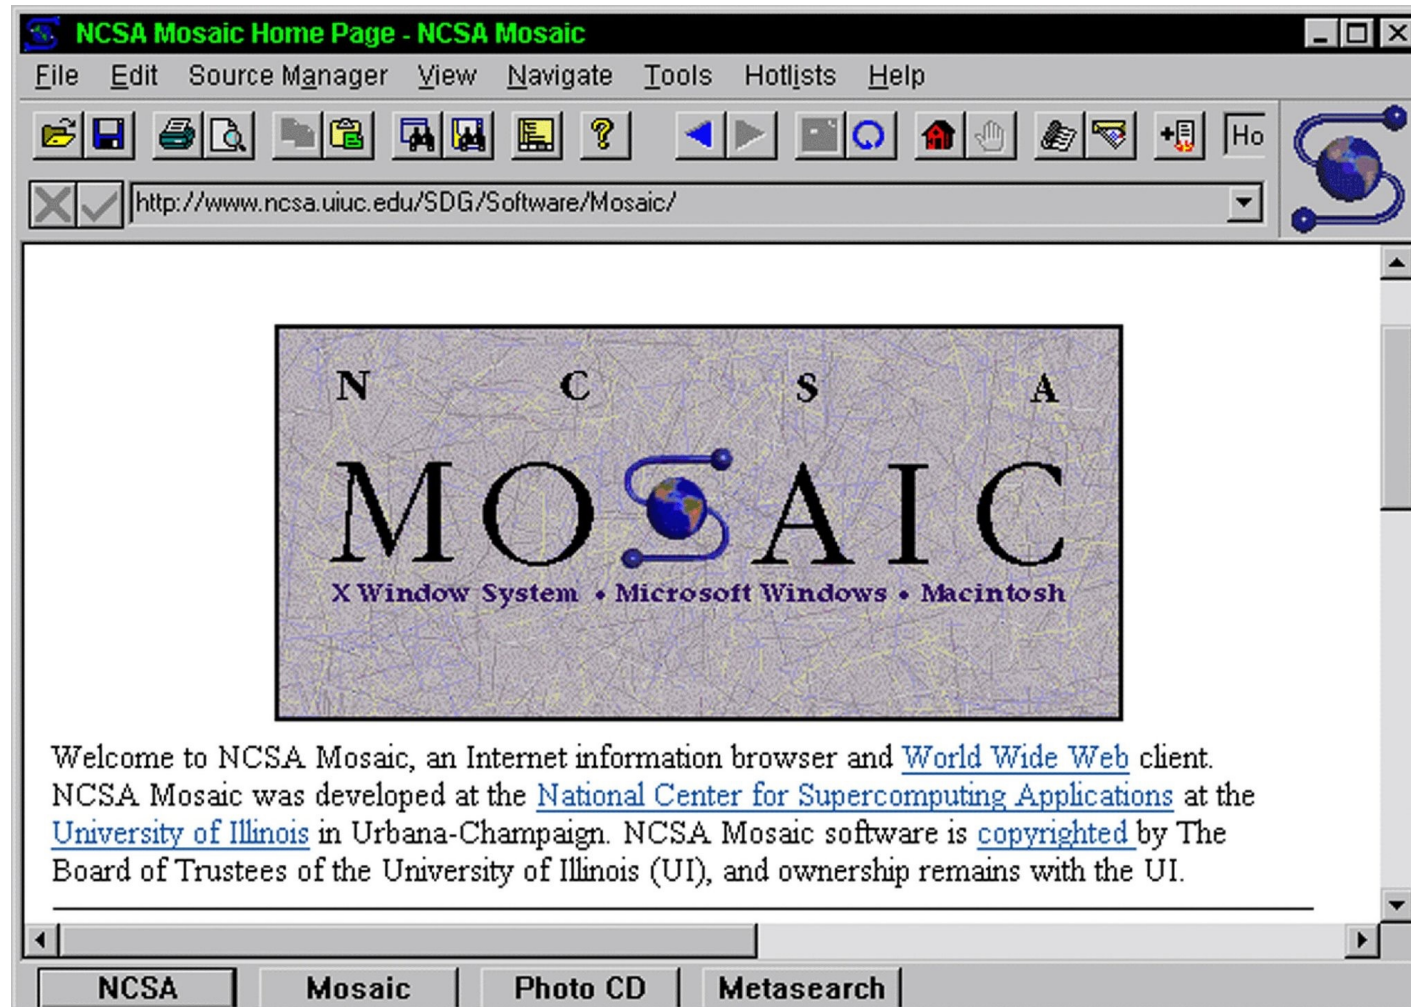 NCSA Mosaic Home Page - NCSA Mosaic
File Edit Source Manager View Navigate Tools Hotlists Help
Ho
http://www.ncsa.uiuc.edu/SDG/Software/Mosaic/
N C S A
MOSAIC
X Window System • Microsoft Windows • Macintosh
Welcome to NCSA Mosaic, an Internet information browser and World Wide Web client.
NCSA Mosaic was developed at the National Center for Supercomputing Applications at the
University of Illinois in Urbana-Champaign. NCSA Mosaic software is copyrighted by The
Board of Trustees of the University of Illinois (UI), and ownership remains with the UI.
NCSA Mosaic Photo CD Metasearch